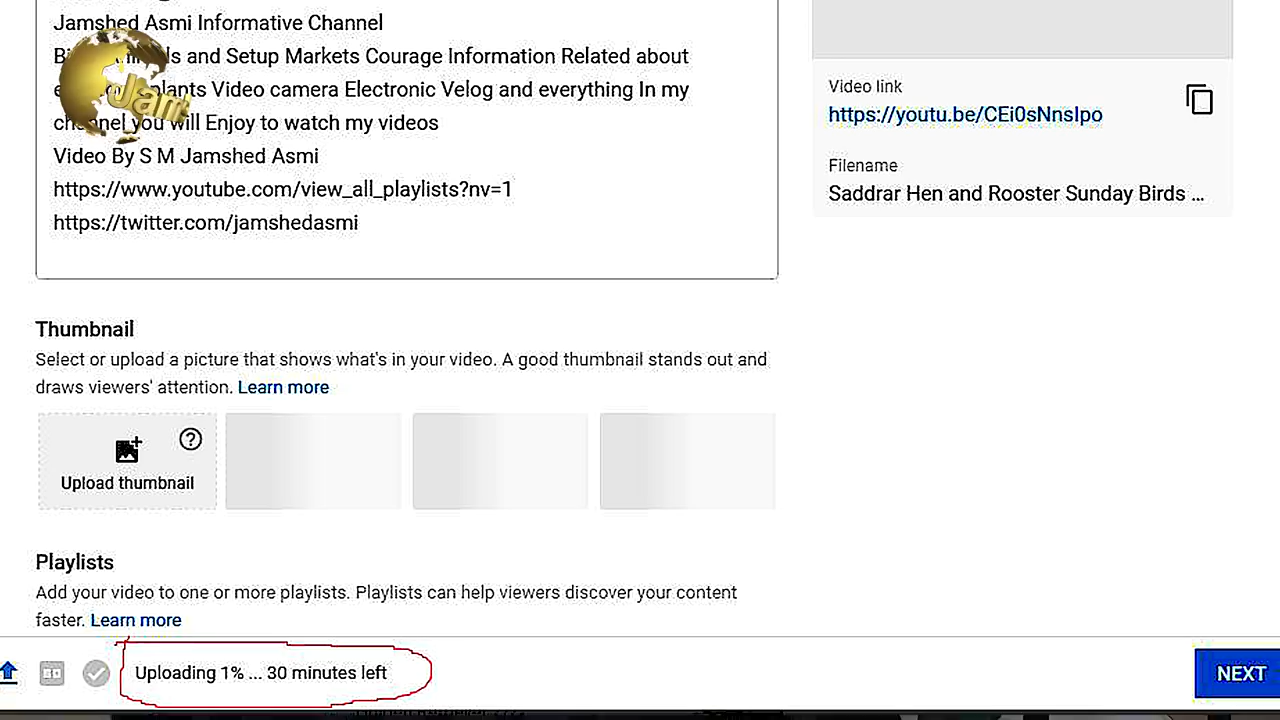 Jamshed Asmi Informative Channel
and Setup Markets Courage Information Related about
Video camera Electronic Velog and everything In my
you will Enjoy to watch my videos
Video By S M Jamshed Asmi
https://www.youtube.com/view_all_playlists?nv=1
https://twitter.com/jamshedasmi
Jami
Video link
https://youtu.be/CEi0sNnsIpo
Filename
Saddrar Hen and Rooster Sunday Birds ...
Thumbnail
Select or upload a picture that shows what's in your video. A good thumbnail stands out and
draws viewers' attention. Learn more
Upload thumbnail
Playlists
Add your video to one or more playlists. Playlists can help viewers discover your content
faster. Learn more
Uploading 1% ... 30 minutes left
NEXT